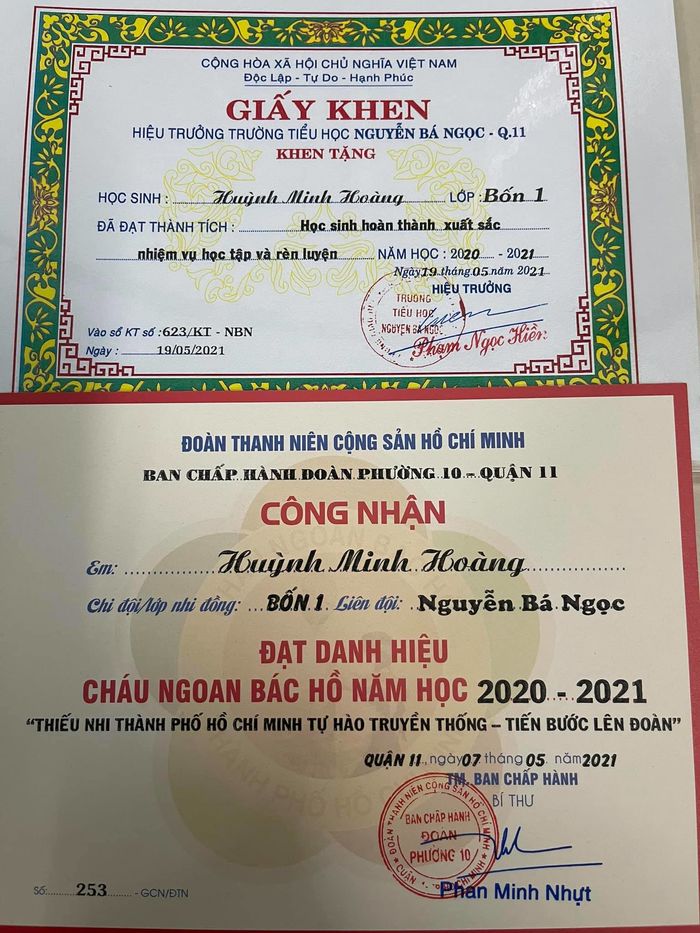 CỘNG HÒA XÃ HỘI CHỦ NGHĨA VIỆT NAM
Độc Lập - Tự Do - Hạnh Phúc
GIẤY KHEN
HIỆU TRƯỞNG TRƯỜNG TIỂU HỌC NGUYỄN BÁ NGỌC - Q.11
KHEN TẶNG
HỌC SINH : Huỳnh Minh Hoàng LỚP : Bốn 1
ĐÃ ĐẠT THÀNH TÍCH : Học sinh hoàn thành xuất sắc
nhiệm vụ học tập và rèn luyện NĂM HỌC : 2020 - 2021
Ngày 19 tháng 05 năm 2021
HIỆU TRƯỞNG
TRƯỜNG
TIỂU HỌC
NGUYỄN BÁ NGỌC
Phạm Ngọc Hiền
Vào sổ KT số : 623/KT - NBN
Ngày : 19/05/2021
ĐOÀN THANH NIÊN CỘNG SẢN HỒ CHÍ MINH
BAN CHẤP HÀNH ĐOÀN PHƯỜNG 10 - QUẬN 11
CÔNG NHẬN
Em: Huỳnh Minh Hoàng
Chi đội/lớp nhi đồng: BỐN 1 Liên đội: Nguyễn Bá Ngọc
ĐẠT DANH HIỆU
CHÁU NGOAN BÁC HỒ NĂM HỌC 2020 - 2021
"THIẾU NHI THÀNH PHỐ HỒ CHÍ MINH TỰ HÀO TRUYỀN THỐNG – TIẾN BƯỚC LÊN ĐOÀN"
QUẬN 11, ngày 07 tháng 05 năm 2021
TM. BAN CHẤP HÀNH
BÍ THƯ
ĐOÀN THANH NIÊN CỘNG SẢN HỒ CHÍ MINH
BAN CHẤP HÀNH
ĐOÀN
PHƯỜNG 10
Phan Minh Nhựt
Số: 253 - GCN/ĐTN